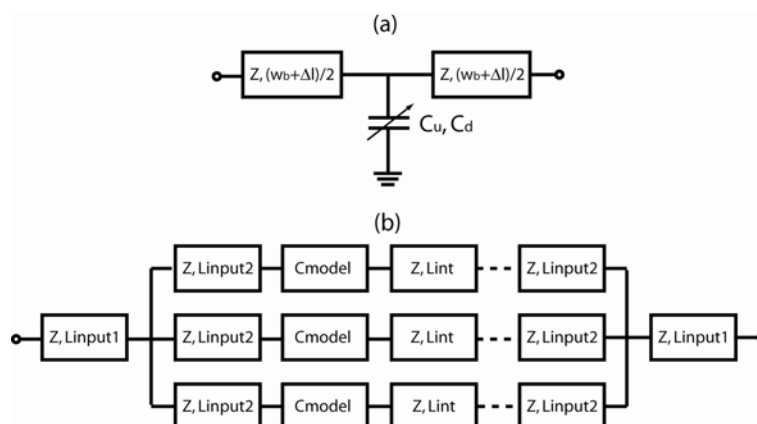 (a)
Z, (wb+Δl)/2 Z, (wb+Δl)/2
Cu, Cd
(b)
Z, Linput2 Cmodel Z, Lint Z, Linput2
Z, Linput1 Z, Linput2 Cmodel Z, Lint Z, Linput2 Z, Linput1
Z, Linput2 Cmodel Z, Lint Z, Linput2